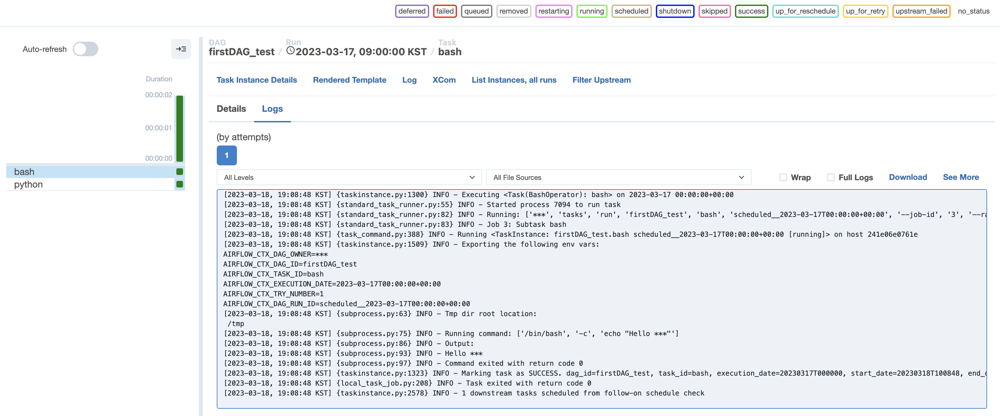 deferred failed queued removed restarting running scheduled shutdown skipped success up_for_reschedule up_for_retry upstream_failed no_status
Auto-refresh
Duration
00:00:02
00:00:01
00:00:00
bash
python
DAG Run Task
firstDAG_test / 2023-03-17, 09:00:00 KST / bash
Task Instance Details Rendered Template Log XCom List Instances, all runs Filter Upstream
Details Logs
(by attempts)
1
All Levels All File Sources Wrap Full Logs Download See More
[2023-03-18, 19:08:48 KST] {taskinstance.py:1300} INFO - Executing <Task(BashOperator): bash> on 2023-03-17 00:00:00+00:00
[2023-03-18, 19:08:48 KST] {standard_task_runner.py:55} INFO - Started process 7094 to run task
[2023-03-18, 19:08:48 KST] {standard_task_runner.py:82} INFO - Running: ['***', 'tasks', 'run', 'firstDAG_test', 'bash', 'scheduled__2023-03-17T00:00:00+00:00', '--job-id', '3', '--ra
[2023-03-18, 19:08:48 KST] {standard_task_runner.py:83} INFO - Job 3: Subtask bash
[2023-03-18, 19:08:48 KST] {task_command.py:388} INFO - Running <TaskInstance: firstDAG_test.bash scheduled__2023-03-17T00:00:00+00:00 [running]> on host 241e06e0761e
[2023-03-18, 19:08:48 KST] {taskinstance.py:1509} INFO - Exporting the following env vars:
AIRFLOW_CTX_DAG_OWNER=***
AIRFLOW_CTX_DAG_ID=firstDAG_test
AIRFLOW_CTX_TASK_ID=bash
AIRFLOW_CTX_EXECUTION_DATE=2023-03-17T00:00:00+00:00
AIRFLOW_CTX_TRY_NUMBER=1
AIRFLOW_CTX_DAG_RUN_ID=scheduled__2023-03-17T00:00:00+00:00
[2023-03-18, 19:08:48 KST] {subprocess.py:63} INFO - Tmp dir root location:
/tmp
[2023-03-18, 19:08:48 KST] {subprocess.py:75} INFO - Running command: ['/bin/bash', '-c', 'echo "Hello ***"']
[2023-03-18, 19:08:48 KST] {subprocess.py:86} INFO - Output:
[2023-03-18, 19:08:48 KST] {subprocess.py:93} INFO - Hello ***
[2023-03-18, 19:08:48 KST] {subprocess.py:97} INFO - Command exited with return code 0
[2023-03-18, 19:08:48 KST] {taskinstance.py:1323} INFO - Marking task as SUCCESS. dag_id=firstDAG_test, task_id=bash, execution_date=20230317T000000, start_date=20230318T100848, end_d
[2023-03-18, 19:08:48 KST] {local_task_job.py:208} INFO - Task exited with return code 0
[2023-03-18, 19:08:48 KST] {taskinstance.py:2578} INFO - 1 downstream tasks scheduled from follow-on schedule check